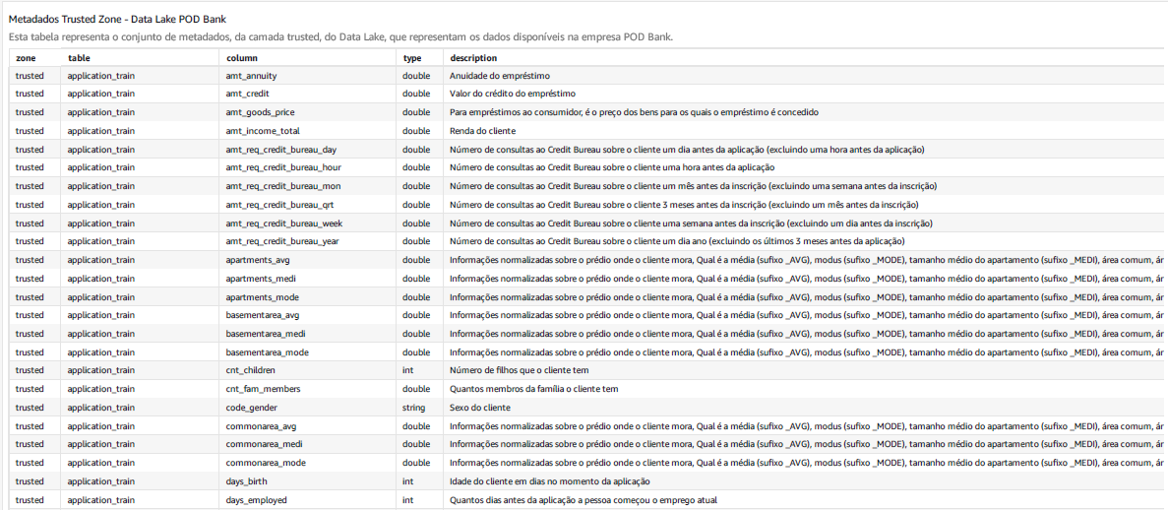 Metadados Trusted Zone - Data Lake POD Bank
Esta tabela representa o conjunto de metadados, da camada trusted, do Data Lake, que representam os dados disponíveis na empresa POD Bank.
zone table column type description
trusted application_train amt_annuity double Anuidade do empréstimo
trusted application_train amt_credit double Valor do crédito do empréstimo
trusted application_train amt_goods_price double Para empréstimos ao consumidor, é o preço dos bens para os quais o empréstimo é concedido
trusted application_train amt_income_total double Renda do cliente
trusted application_train amt_req_credit_bureau_day double Número de consultas ao Credit Bureau sobre o cliente um dia antes da aplicação (excluindo uma hora antes da aplicação)
trusted application_train amt_req_credit_bureau_hour double Número de consultas ao Credit Bureau sobre o cliente uma hora antes da aplicação
trusted application_train amt_req_credit_bureau_mon double Número de consultas ao Credit Bureau sobre o cliente um mês antes da inscrição (excluindo uma semana antes da inscrição)
trusted application_train amt_req_credit_bureau_qrt double Número de consultas ao Credit Bureau sobre o cliente 3 meses antes da inscrição (excluindo um mês antes da inscrição)
trusted application_train amt_req_credit_bureau_week double Número de consultas ao Credit Bureau sobre o cliente uma semana antes da inscrição (excluindo um dia antes da inscrição)
trusted application_train amt_req_credit_bureau_year double Número de consultas ao Credit Bureau sobre o cliente um dia ano (excluindo os últimos 3 meses antes da aplicação)
trusted application_train apartments_avg double Informações normalizadas sobre o prédio onde o cliente mora, Qual é a média (sufixo _AVG), modus (sufixo _MODE), tamanho médio do apartamento (sufixo _MEDI), área comum, ár
trusted application_train apartments_medi double Informações normalizadas sobre o prédio onde o cliente mora, Qual é a média (sufixo _AVG), modus (sufixo _MODE), tamanho médio do apartamento (sufixo _MEDI), área comum, ár
trusted application_train apartments_mode double Informações normalizadas sobre o prédio onde o cliente mora, Qual é a média (sufixo _AVG), modus (sufixo _MODE), tamanho médio do apartamento (sufixo _MEDI), área comum, ár
trusted application_train basementarea_avg double Informações normalizadas sobre o prédio onde o cliente mora, Qual é a média (sufixo _AVG), modus (sufixo _MODE), tamanho médio do apartamento (sufixo _MEDI), área comum, ár
trusted application_train basementarea_medi double Informações normalizadas sobre o prédio onde o cliente mora, Qual é a média (sufixo _AVG), modus (sufixo _MODE), tamanho médio do apartamento (sufixo _MEDI), área comum, ár
trusted application_train basementarea_mode double Informações normalizadas sobre o prédio onde o cliente mora, Qual é a média (sufixo _AVG), modus (sufixo _MODE), tamanho médio do apartamento (sufixo _MEDI), área comum, ár
trusted application_train cnt_children int Número de filhos que o cliente tem
trusted application_train cnt_fam_members double Quantos membros da família o cliente tem
trusted application_train code_gender string Sexo do cliente
trusted application_train commonarea_avg double Informações normalizadas sobre o prédio onde o cliente mora, Qual é a média (sufixo _AVG), modus (sufixo _MODE), tamanho médio do apartamento (sufixo _MEDI), área comum, ár
trusted application_train commonarea_medi double Informações normalizadas sobre o prédio onde o cliente mora, Qual é a média (sufixo _AVG), modus (sufixo _MODE), tamanho médio do apartamento (sufixo _MEDI), área comum, ár
trusted application_train commonarea_mode double Informações normalizadas sobre o prédio onde o cliente mora, Qual é a média (sufixo _AVG), modus (sufixo _MODE), tamanho médio do apartamento (sufixo _MEDI), área comum, ár
trusted application_train days_birth int Idade do cliente em dias no momento da aplicação
trusted application_train days_employed int Quantos dias antes da aplicação a pessoa começou o emprego atual